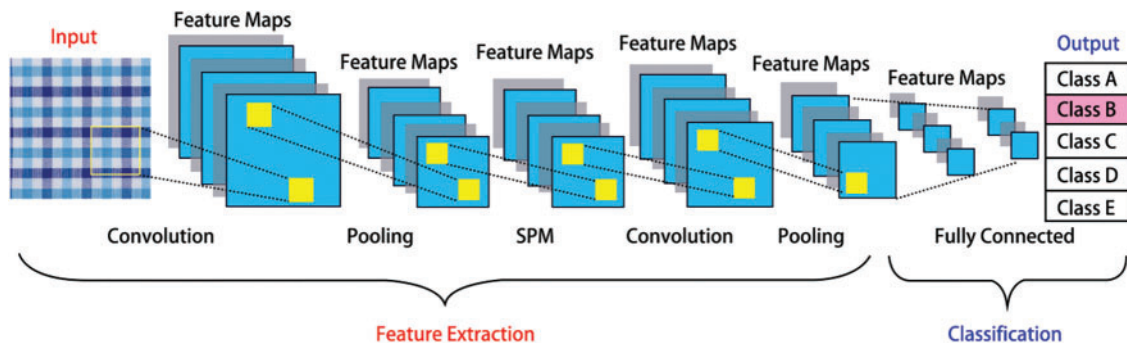 Input
Feature Maps
Feature Maps
Feature Maps
Feature Maps
Feature Maps
Feature Maps
Output
Class A
Class B
Class C
Class D
Class E
Convolution
Pooling
SPM
Convolution
Pooling
Fully Connected
Feature Extraction
Classification